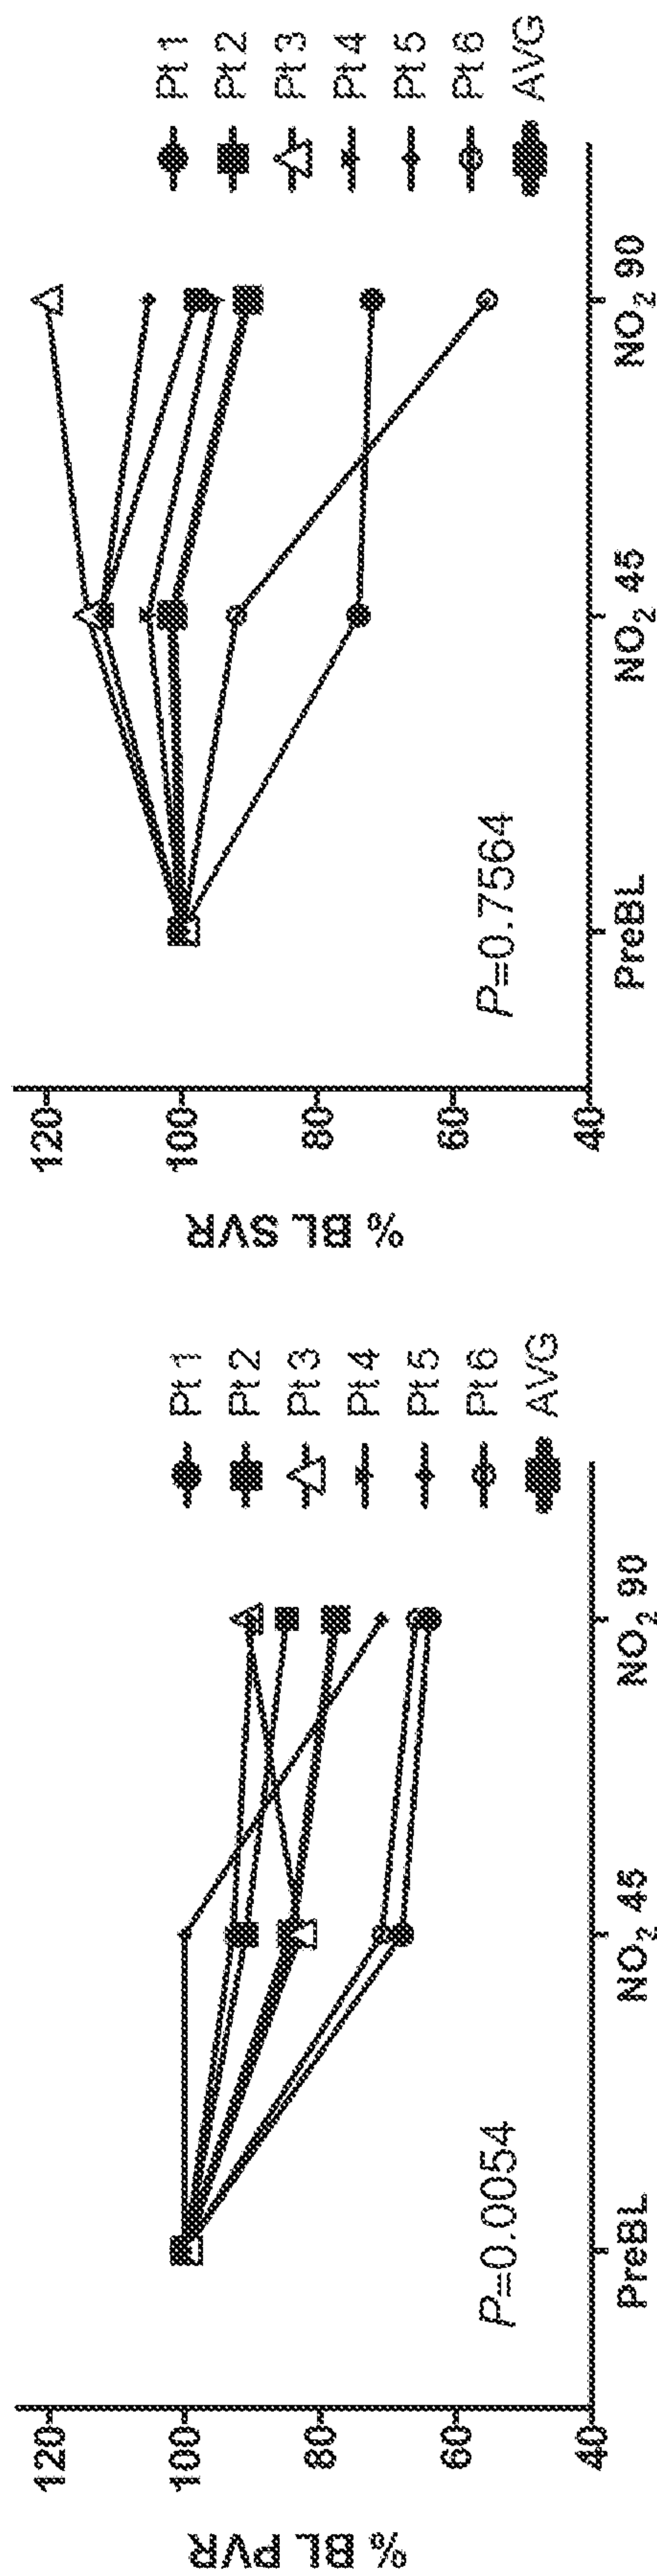 % BL PVR
120
100
80
60
40
PreBL
NO₂ 45
NO₂ 90
P=0.0054
Pt 1
Pt 2
Pt 3
Pt 4
Pt 5
Pt 6
AVG
% BL SVR
120
100
80
60
40
PreBL
NO₂ 45
NO₂ 90
P=0.7564
Pt 1
Pt 2
Pt 3
Pt 4
Pt 5
Pt 6
AVG